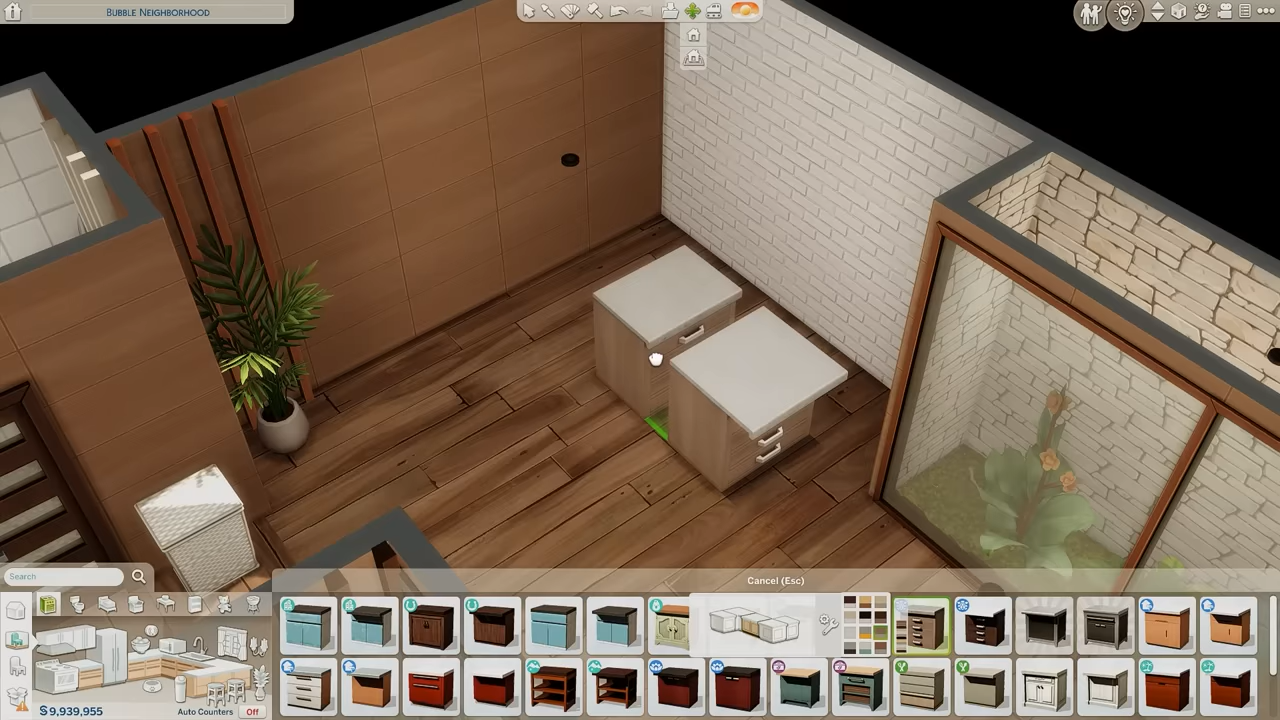 Bubble Neighborhood
Cancel (Esc)
Search
$9,939,955
Auto Counters
Off